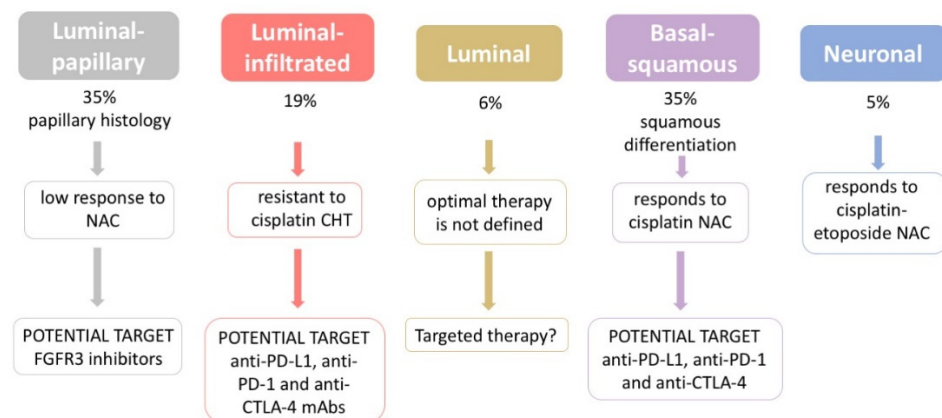 Luminal-
papillary
35%
papillary histology
low response to
NAC
POTENTIAL TARGET
FGFR3 inhibitors
Luminal-
infiltrated
19%
resistant to
cisplatin CHT
POTENTIAL TARGET
anti-PD-L1, anti-
PD-1 and anti-
CTLA-4 mAbs
Luminal
6%
optimal therapy
is not defined
Targeted therapy?
Basal-
squamous
35%
squamous
differentiation
responds to
cisplatin NAC
POTENTIAL TARGET
anti-PD-L1, anti-PD-1
and anti-CTLA-4
Neuronal
5%
responds to
cisplatin-
etoposide NAC